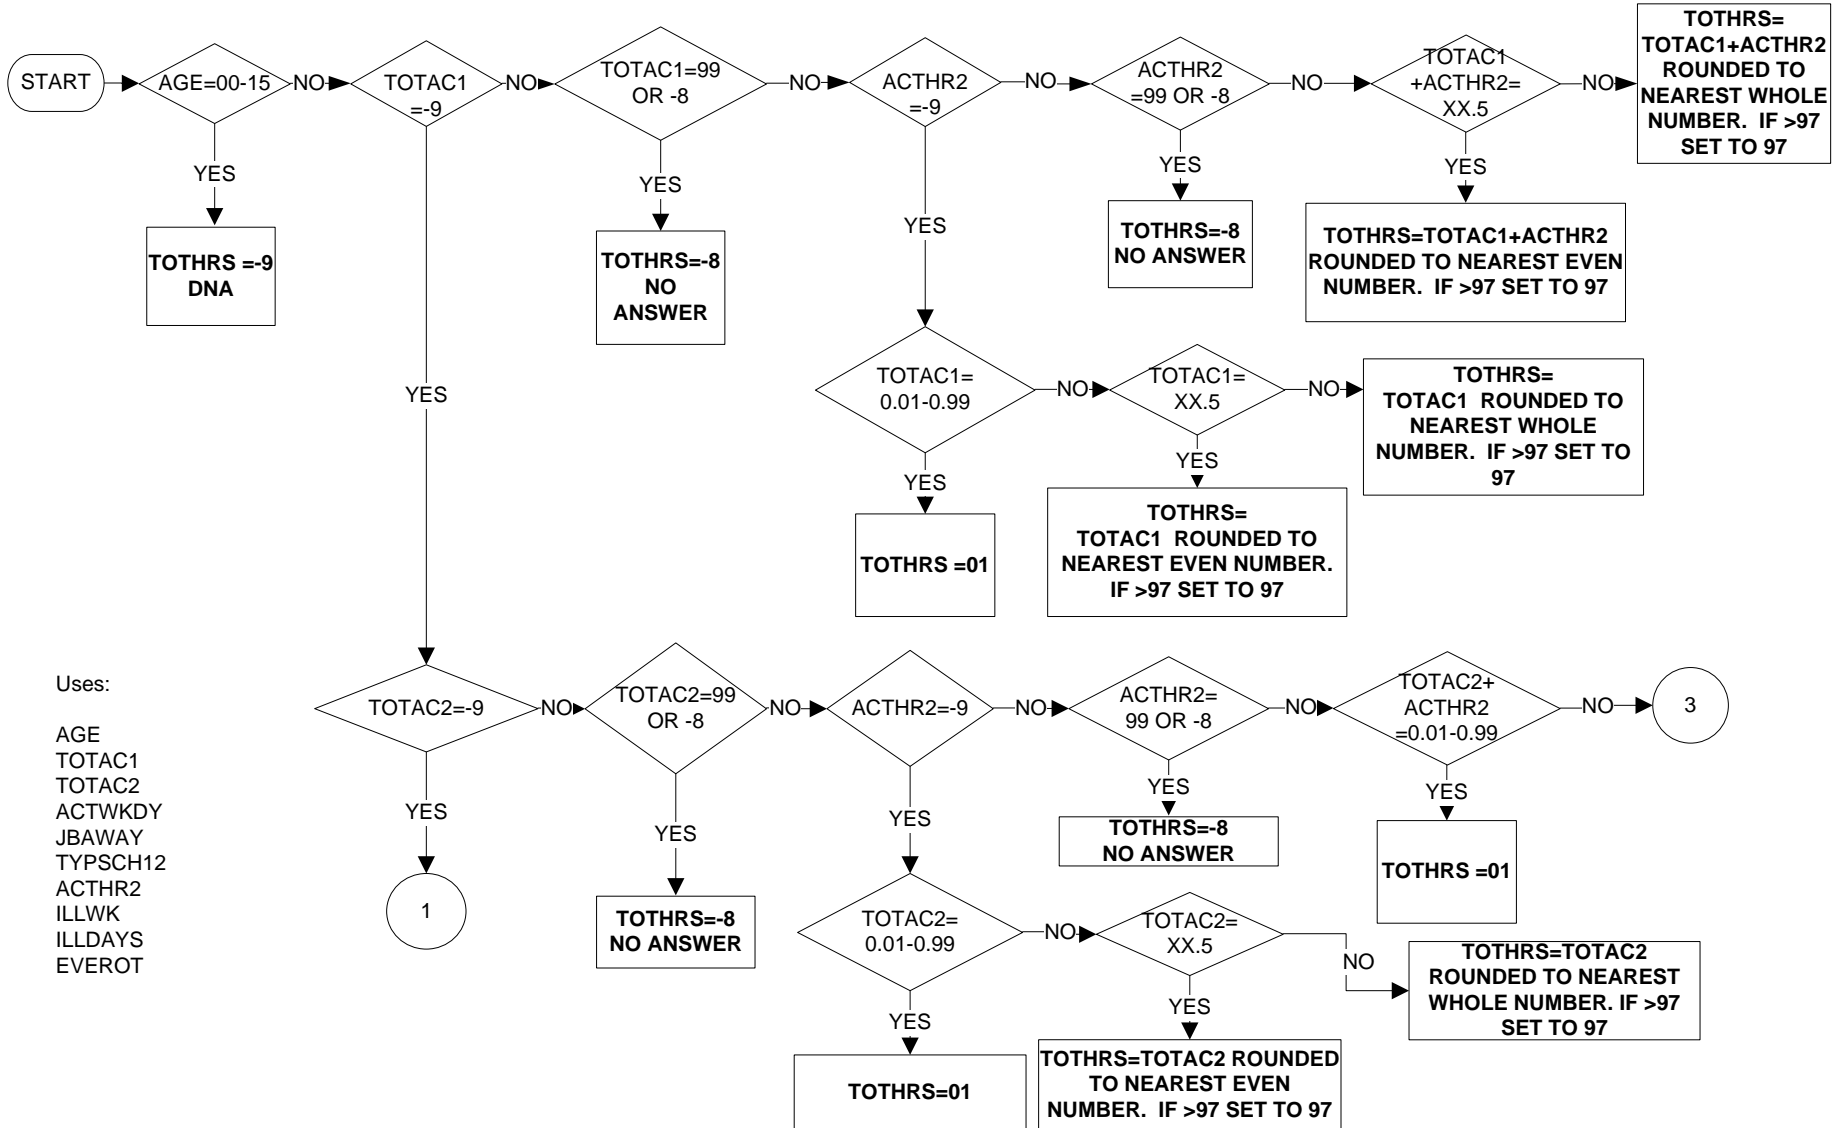 START
AGE=00-15
NO
TOTAC1
=-9
NO
TOTAC1=99
OR -8
NO
ACTHR2
=-9
NO
ACTHR2
=99 OR -8
NO
TOTAC1
+ACTHR2=
XX.5
NO
TOTHRS=
TOTAC1+ACTHR2
ROUNDED TO
NEAREST WHOLE
NUMBER. IF >97
SET TO 97
YES
YES
YES
YES
YES
YES
TOTHRS =-9
DNA
TOTHRS=-8
NO
ANSWER
TOTHRS=-8
NO ANSWER
TOTHRS=TOTAC1+ACTHR2
ROUNDED TO NEAREST EVEN
NUMBER. IF >97 SET TO 97
TOTAC1=
0.01-0.99
NO
TOTAC1=
XX.5
NO
TOTHRS=
TOTAC1 ROUNDED TO
NEAREST WHOLE
NUMBER. IF >97 SET TO
97
YES
YES
TOTHRS =01
TOTHRS=
TOTAC1 ROUNDED TO
NEAREST EVEN NUMBER.
IF >97 SET TO 97
Uses:
AGE
TOTAC1
TOTAC2
ACTWKDY
JBAWAY
TYPSCH12
ACTHR2
ILLWK
ILLDAYS
EVEROT
TOTAC2=-9
NO
TOTAC2=99
OR -8
NO
ACTHR2=-9
NO
ACTHR2=
99 OR -8
NO
TOTAC2+
ACTHR2
=0.01-0.99
NO
3
YES
YES
YES
YES
YES
1
TOTHRS=-8
NO ANSWER
TOTHRS=-8
NO ANSWER
TOTHRS =01
TOTAC2=
0.01-0.99
NO
TOTAC2=
XX.5
NO
TOTHRS=TOTAC2
ROUNDED TO NEAREST
WHOLE NUMBER. IF >97
SET TO 97
YES
YES
TOTHRS=01
TOTHRS=TOTAC2 ROUNDED
TO NEAREST EVEN
NUMBER. IF >97 SET TO 97